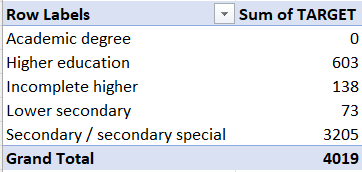 Row Labels Sum of TARGET
Academic degree 0
Higher education 603
Incomplete higher 138
Lower secondary 73
Secondary / secondary special 3205
Grand Total 4019